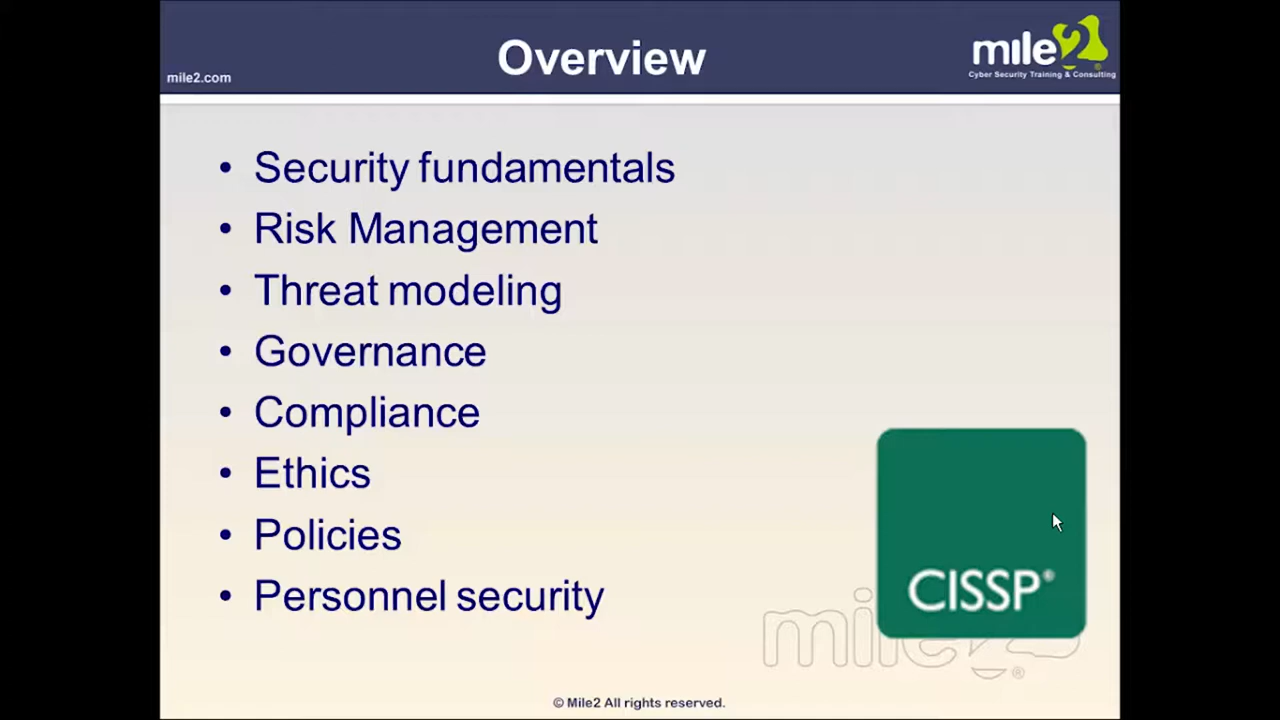 Overview
mile2.com
mile2®
Cyber Security Training & Consulting
• Security fundamentals
• Risk Management
• Threat modeling
• Governance
• Compliance
• Ethics
• Policies
• Personnel security
CISSP®
mile2®
© Mile2 All rights reserved.